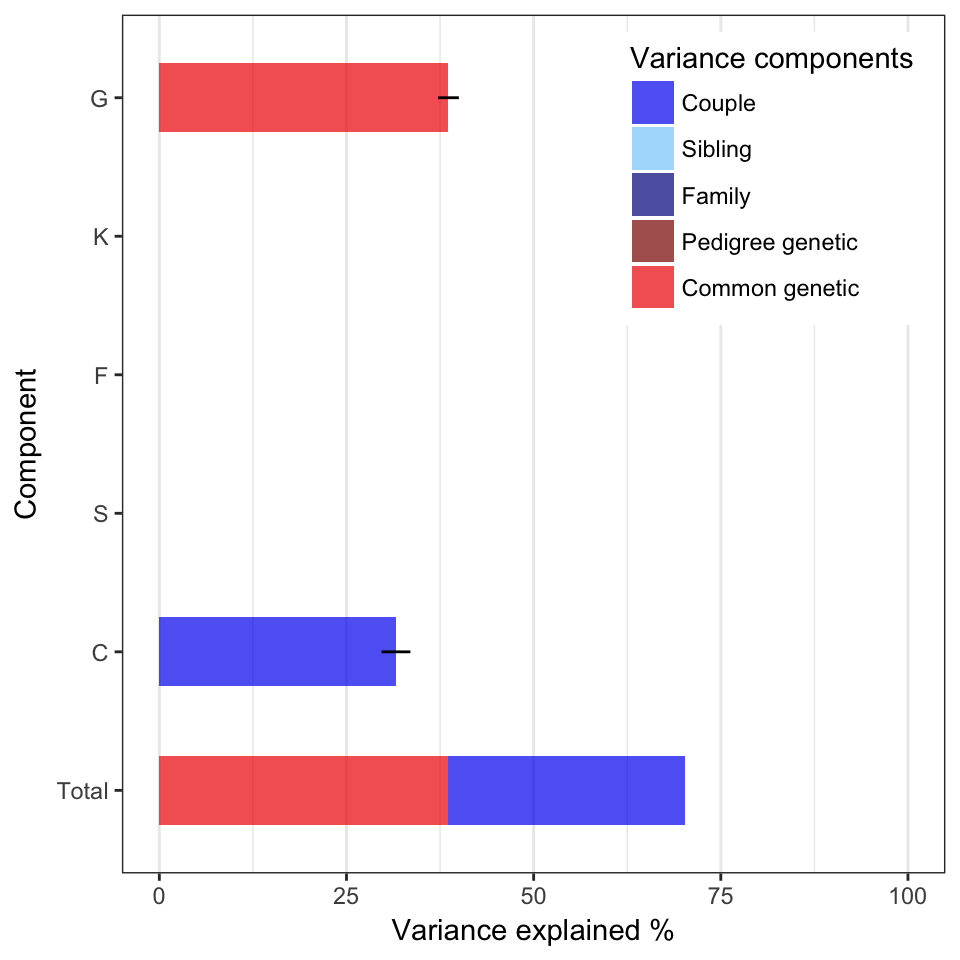 Variance components
Couple
Sibling
Family
Pedigree genetic
Common genetic
G
K
F
S
C
Total
Component
0 25 50 75 100
Variance explained %